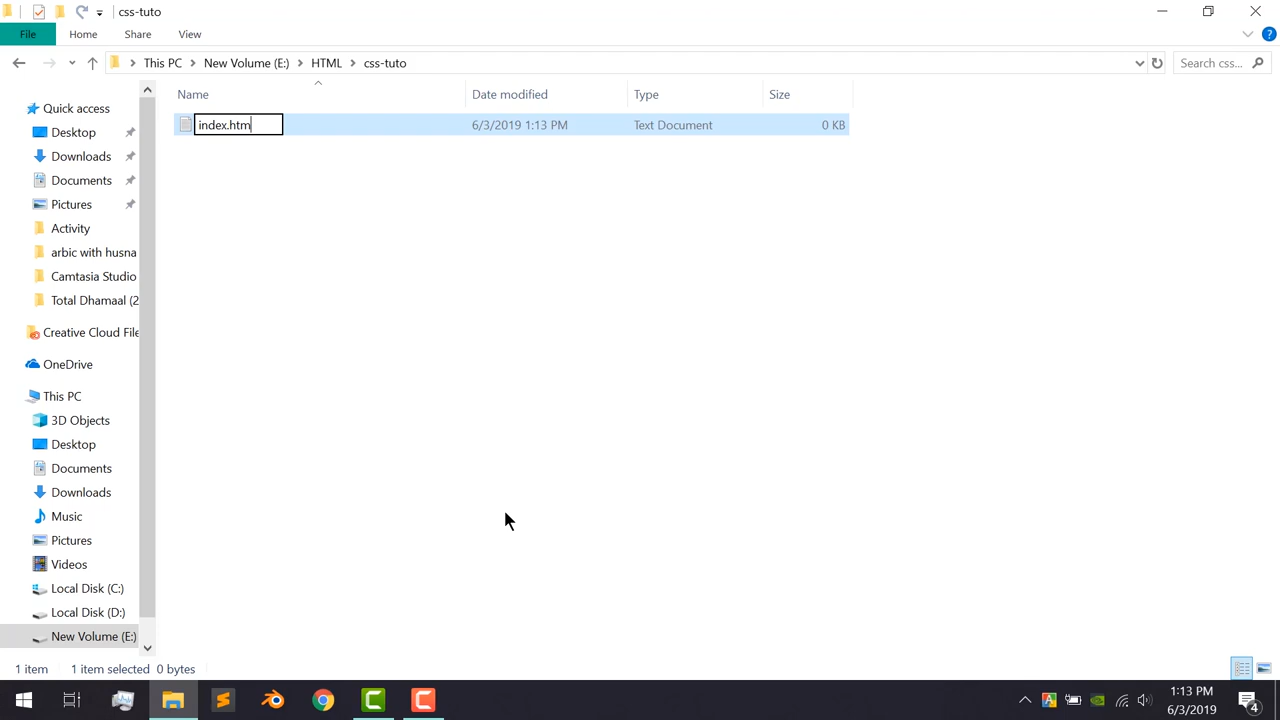 css-tuto
File Home Share View
This PC New Volume (E:) HTML css-tuto Search css...
Name Date modified Type Size
index.htm 6/3/2019 1:13 PM Text Document 0 KB
Quick access
Desktop
Downloads
Documents
Pictures
Activity
arbic with husna
Camtasia Studio
Total Dhamaal (2
Creative Cloud File
OneDrive
This PC
3D Objects
Desktop
Documents
Downloads
Music
Pictures
Videos
Local Disk (C:)
Local Disk (D:)
New Volume (E:)
1 item 1 item selected 0 bytes
1:13 PM
6/3/2019
4